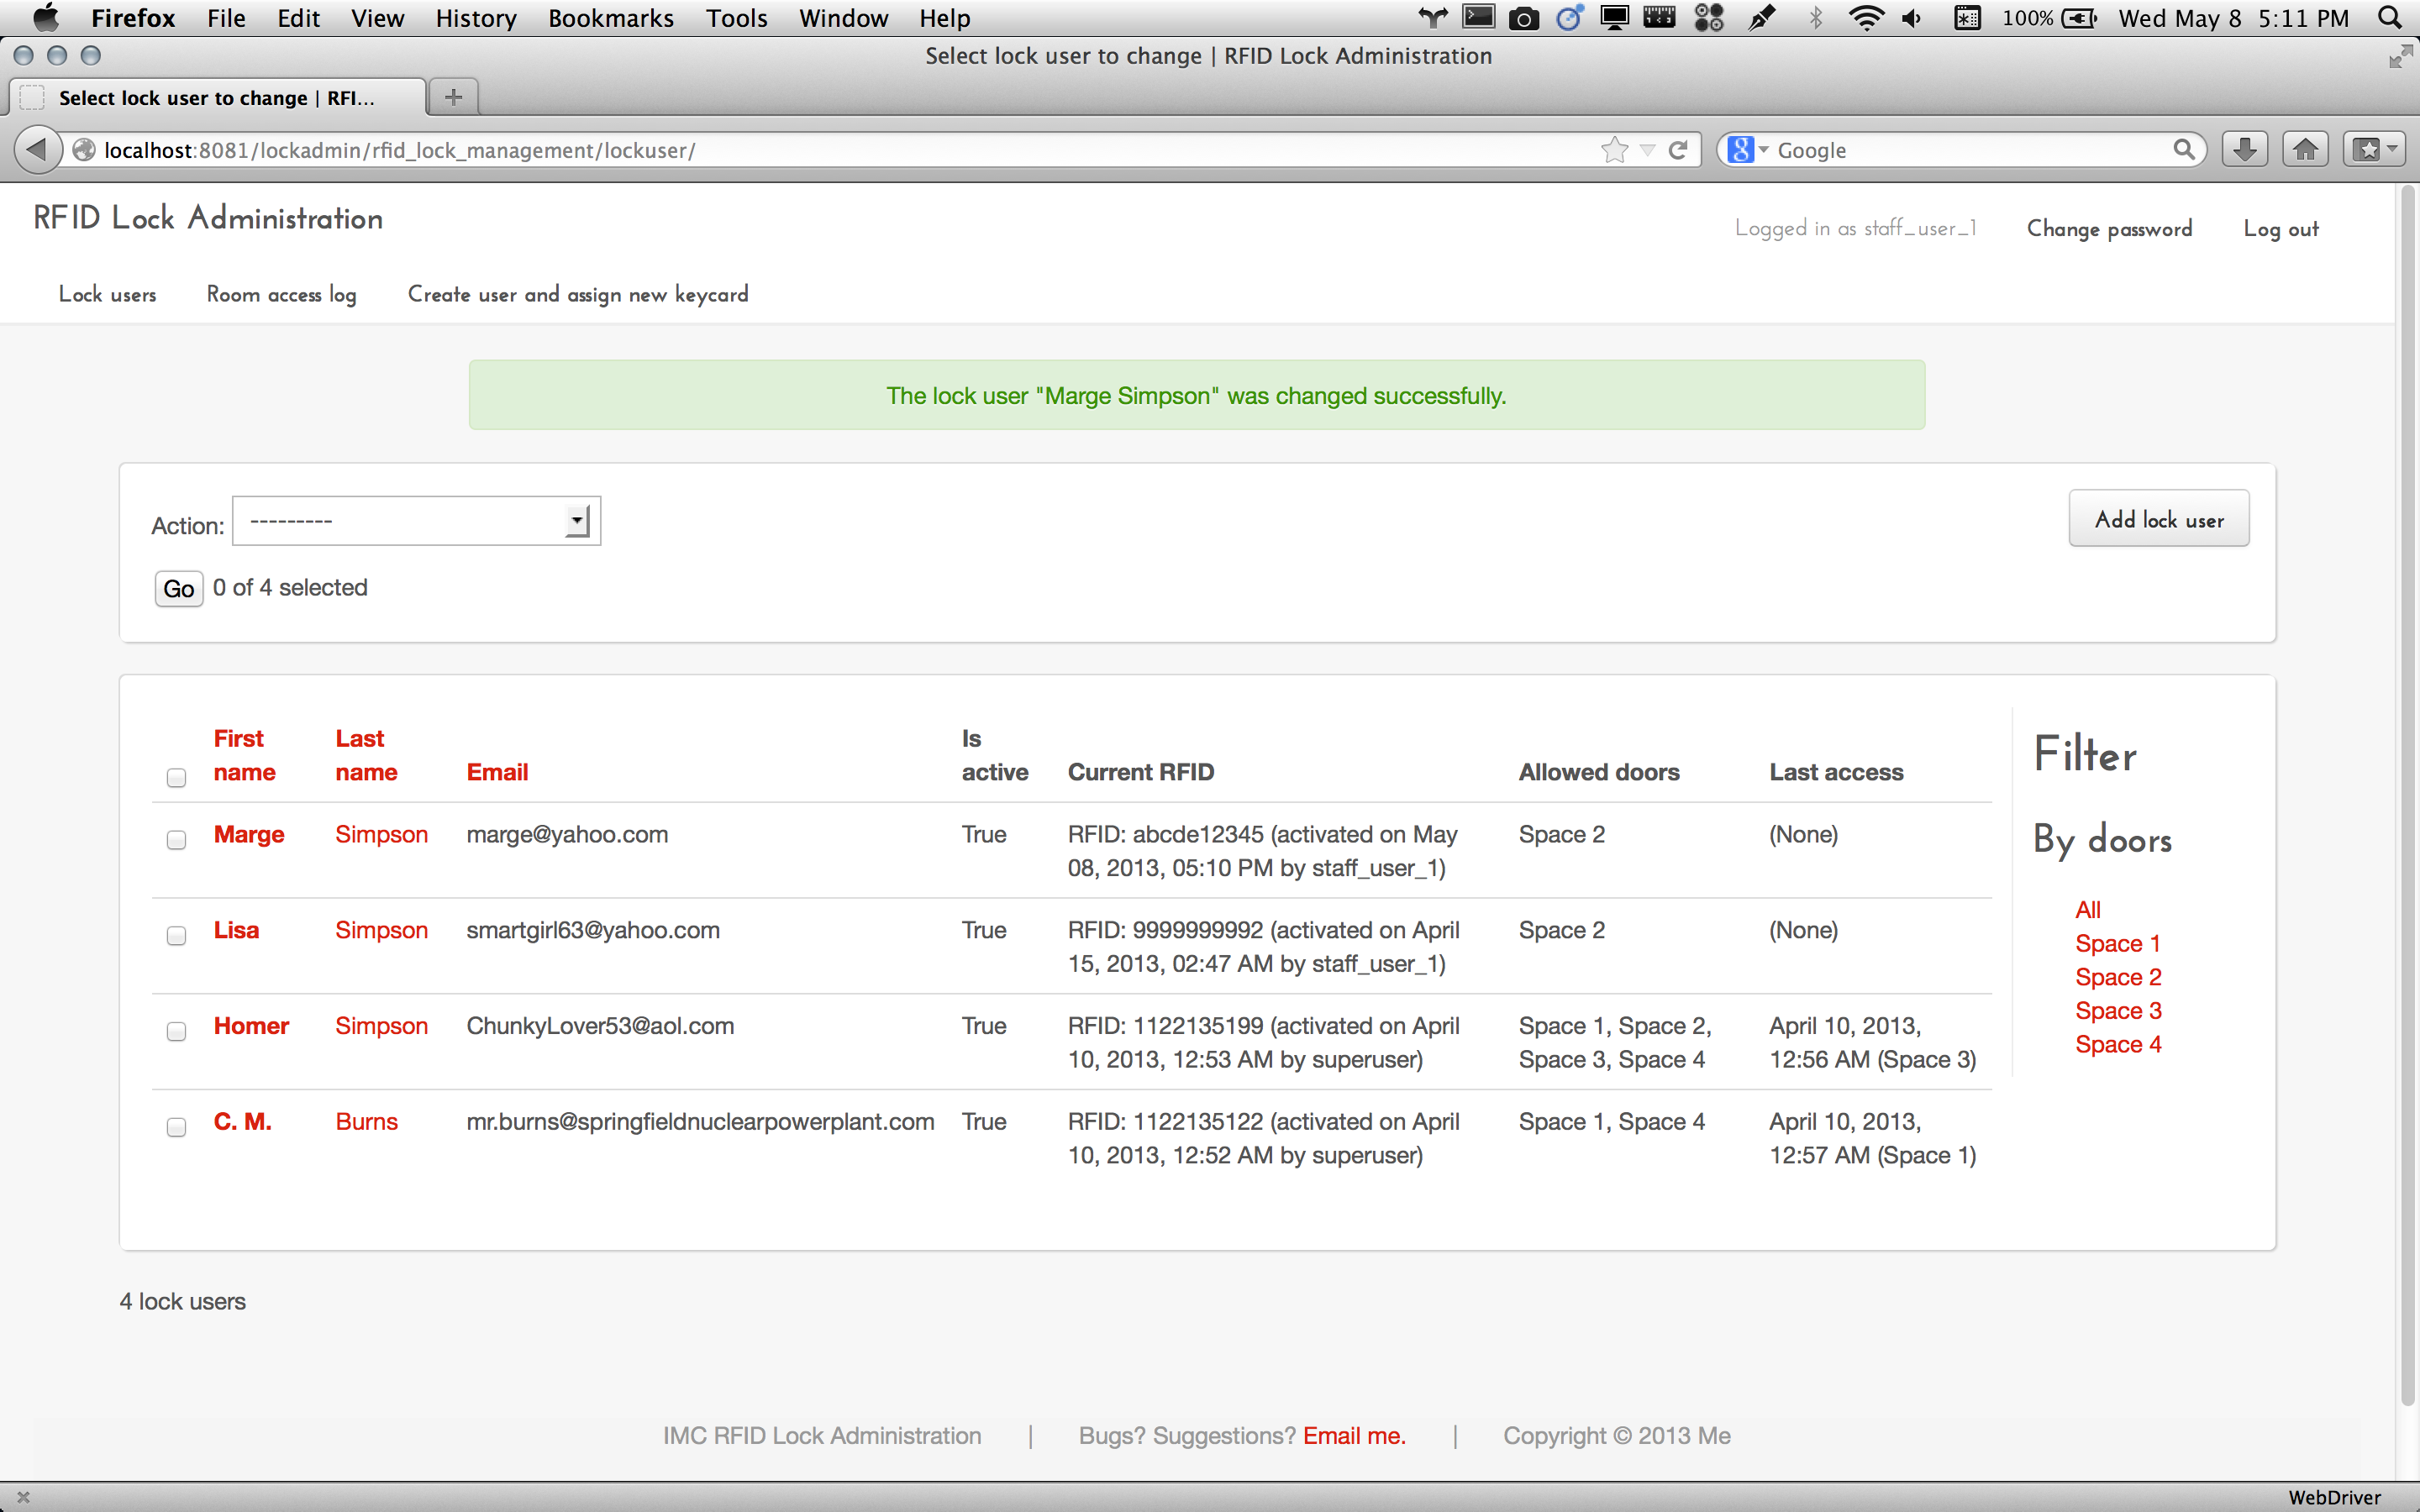 Firefox File Edit View History Bookmarks Tools Window Help 100% Wed May 8 5:11 PM
Select lock user to change | RFID Lock Administration
Select lock user to change | RFI...
localhost:8081/lockadmin/rfid_lock_management/lockuser/ Google
RFID Lock Administration
Logged in as staff_user_1 Change password Log out
Lock users Room access log Create user and assign new keycard
The lock user "Marge Simpson" was changed successfully.
Action: --------- Add lock user
Go 0 of 4 selected
First name Last name Email Is active Current RFID Allowed doors Last access
Marge Simpson marge@yahoo.com True RFID: abcde12345 (activated on May Space 2 (None)
08, 2013, 05:10 PM by staff_user_1)
Lisa Simpson smartgirl63@yahoo.com True RFID: 9999999992 (activated on April Space 2 (None)
15, 2013, 02:47 AM by staff_user_1)
Homer Simpson ChunkyLover53@aol.com True RFID: 1122135199 (activated on April Space 1, Space 2, April 10, 2013,
10, 2013, 12:53 AM by superuser) Space 3, Space 4 12:56 AM (Space 3)
C. M. Burns mr.burns@springfieldnuclearpowerplant.com True RFID: 1122135122 (activated on April Space 1, Space 4 April 10, 2013,
10, 2013, 12:52 AM by superuser) 12:57 AM (Space 1)
Filter
By doors
All
Space 1
Space 2
Space 3
Space 4
4 lock users
IMC RFID Lock Administration | Bugs? Suggestions? Email me. | Copyright © 2013 Me
WebDriver